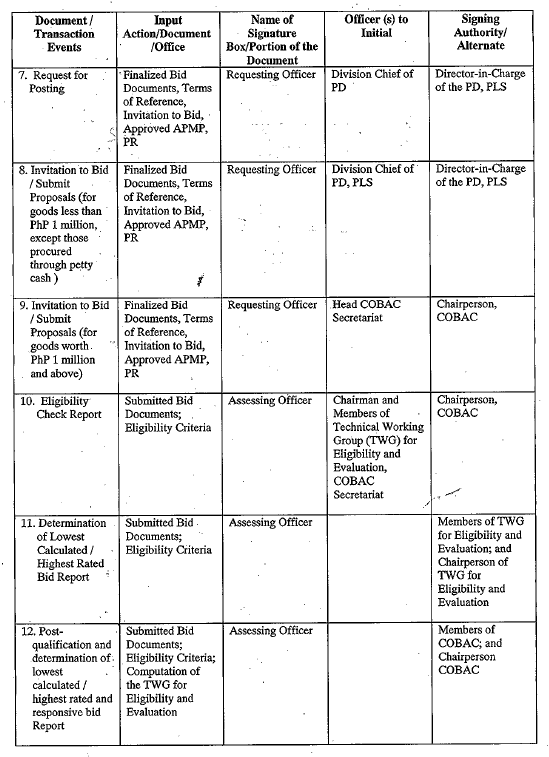 Document /
Transaction
Events
Input
Action/Document
/Office
Name of
Signature
Box/Portion of the
Document
Officer (s) to
Initial
Signing
Authority/
Alternate
7. Request for
Posting
Finalized Bid
Documents, Terms
of Reference,
Invitation to Bid,
Approved APMP,
PR
Requesting Officer
Division Chief of
PD
Director-in-Charge
of the PD, PLS
8. Invitation to Bid
/ Submit
Proposals (for
goods less than
PhP 1 million,
except those
procured
through petty
cash )
Finalized Bid
Documents, Terms
of Reference,
Invitation to Bid,
Approved APMP,
PR
Requesting Officer
Division Chief of
PD, PLS
Director-in-Charge
of the PD, PLS
9. Invitation to Bid
/ Submit
Proposals (for
goods worth
PhP 1 million
and above)
Finalized Bid
Documents, Terms
of Reference,
Invitation to Bid,
Approved APMP,
PR
Requesting Officer
Head COBAC
Secretariat
Chairperson,
COBAC
10. Eligibility
Check Report
Submitted Bid
Documents;
Eligibility Criteria
Assessing Officer
Chairman and
Members of
Technical Working
Group (TWG) for
Eligibility and
Evaluation,
COBAC
Secretariat
Chairperson,
COBAC
11. Determination
of Lowest
Calculated /
Highest Rated
Bid Report
Submitted Bid
Documents;
Eligibility Criteria
Assessing Officer
Members of TWG
for Eligibility and
Evaluation; and
Chairperson of
TWG for
Eligibility and
Evaluation
12. Post-
qualification and
determination of
lowest
calculated /
highest rated and
responsive bid
Report
Submitted Bid
Documents;
Eligibility Criteria;
Computation of
the TWG for
Eligibility and
Evaluation
Assessing Officer
Members of
COBAC; and
Chairperson
COBAC